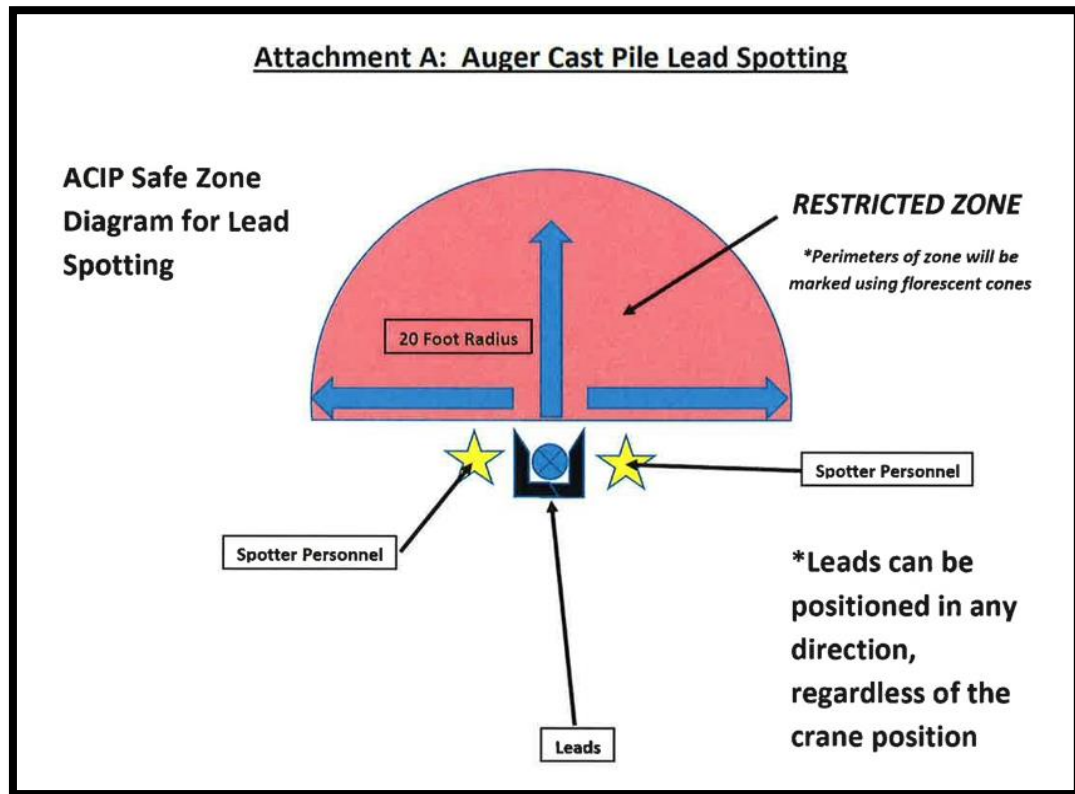 Attachment A: Auger Cast Pile Lead Spotting
ACIP Safe Zone
Diagram for Lead
Spotting
RESTRICTED ZONE
*Perimeters of zone will be
marked using florescent cones
20 Foot Radius
Spotter Personnel
Spotter Personnel
*Leads can be
positioned in any
direction,
regardless of the
crane position
Leads